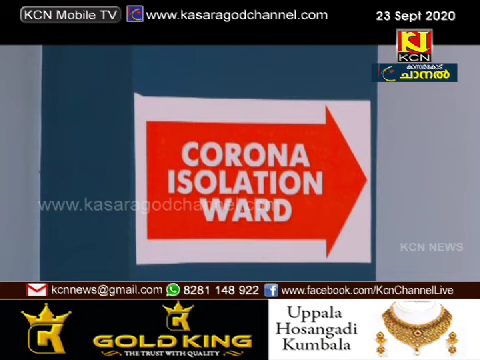 KCN Mobile TV www.kasaragodchannel.com 23 Sept 2020
KCN
കാസർകോട്
ചാനൽ
CORONA
ISOLATION
WARD
www.kasaragodchannel.com
KCN NEWS
kcnnews@gmail.com 8281 148 922 www.facebook.com/KcnChannelLive
GOLD KING
THE TRUST WITH QUALITY
Uppala
Hosangadi
Kumbala